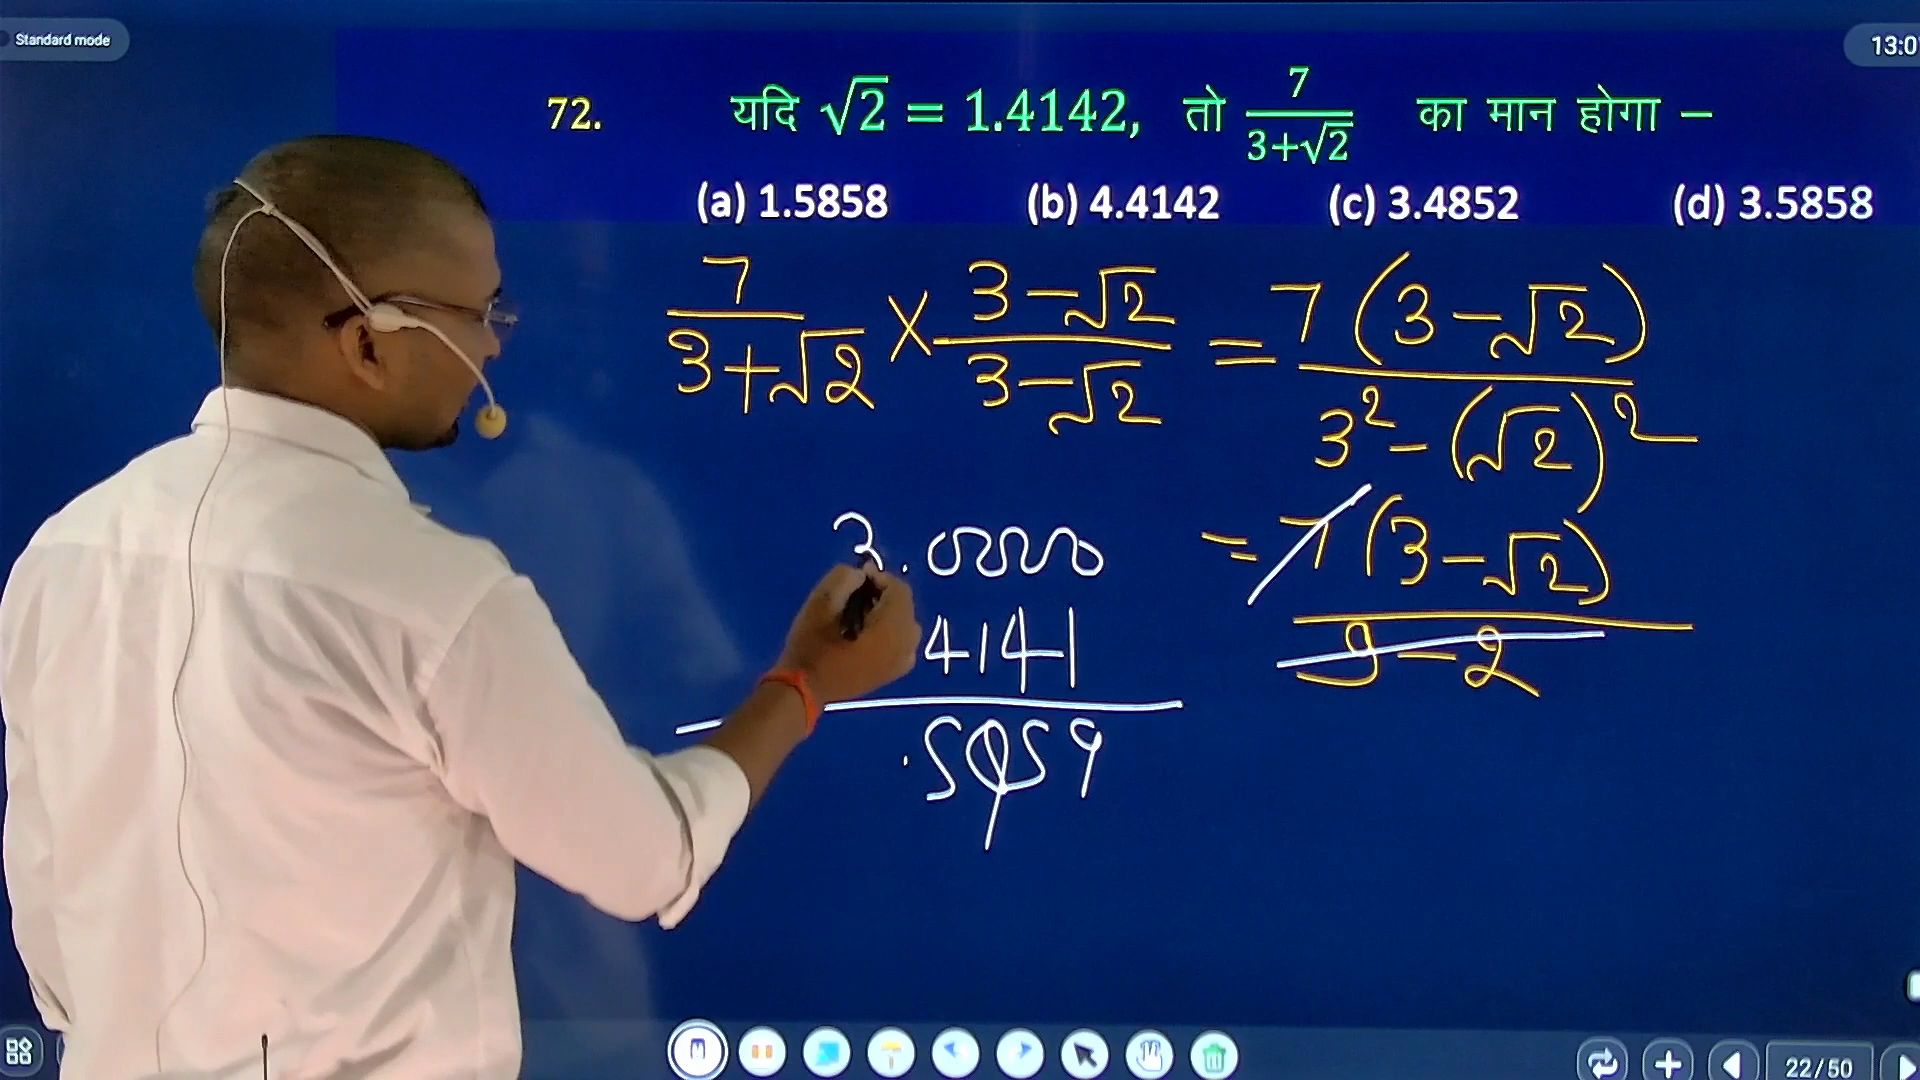 Standard mode
13:0
72. यदि √2 = 1.4142, तो 7/(3+√2) का मान होगा –
(a) 1.5858 (b) 4.4142 (c) 3.4852 (d) 3.5858
7/(3+√2) × (3-√2)/(3-√2) = 7(3-√2)/(3²-(√2)²)
= 7(3-√2)/(9-2)
3.0000
4141
.5959
22/50